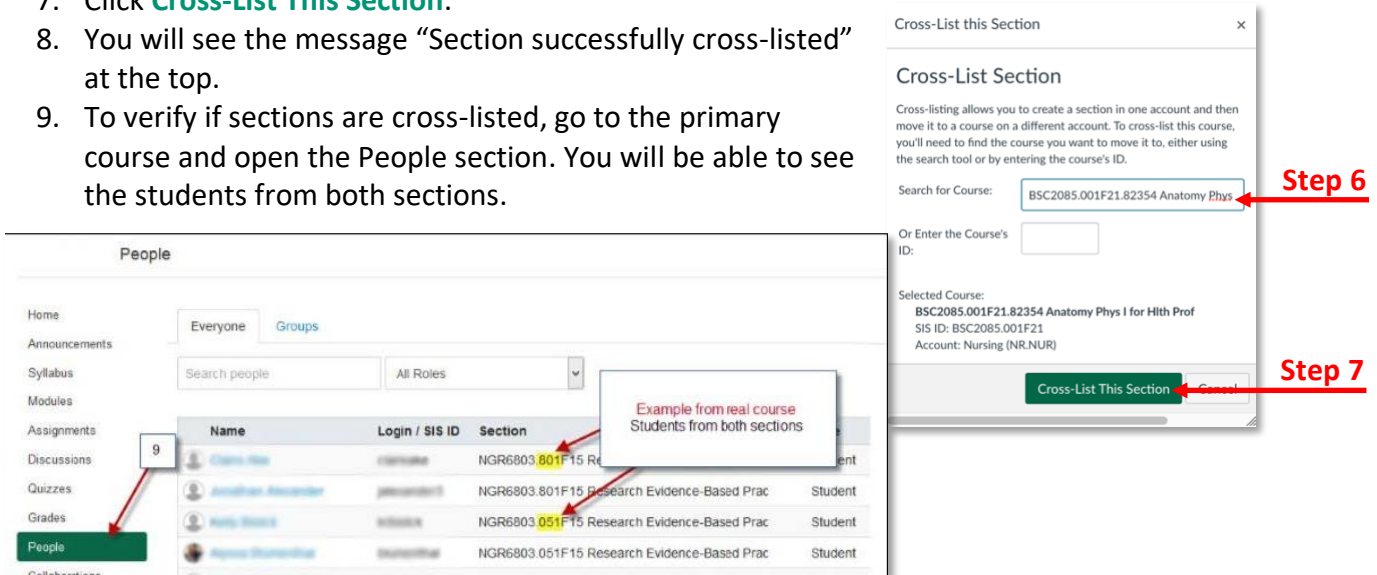 7. Click Cross-List This Section.
8. You will see the message “Section successfully cross-listed”
at the top.
9. To verify if sections are cross-listed, go to the primary
course and open the People section. You will be able to see
the students from both sections.
Cross-List this Section ×
Cross-List Section
Cross-listing allows you to create a section in one account and then
move it to a course on a different account. To cross-list this course,
you'll need to find the course you want to move it to, either using
the search tool or by entering the course's ID.
Search for Course: BSC2085.001F21.82354 Anatomy Phys
Step 6
Or Enter the Course's
ID:
Selected Course:
BSC2085.001F21.82354 Anatomy Phys I for Hlth Prof
SIS ID: BSC2085.001F21
Account: Nursing (NR.NUR)
Cross-List This Section Cancel
Step 7
People
Home
Announcements
Syllabus
Modules
Assignments
Discussions
Quizzes
Grades
People
Collaborations
9
Everyone Groups
Search people All Roles
Example from real course
Students from both sections
Name Login / SIS ID Section
NGR6803.801F15 Re
NGR6803.801F15 Research Evidence-Based Prac Student
NGR6803.051F15 Research Evidence-Based Prac Student
NGR6803.051F15 Research Evidence-Based Prac Student